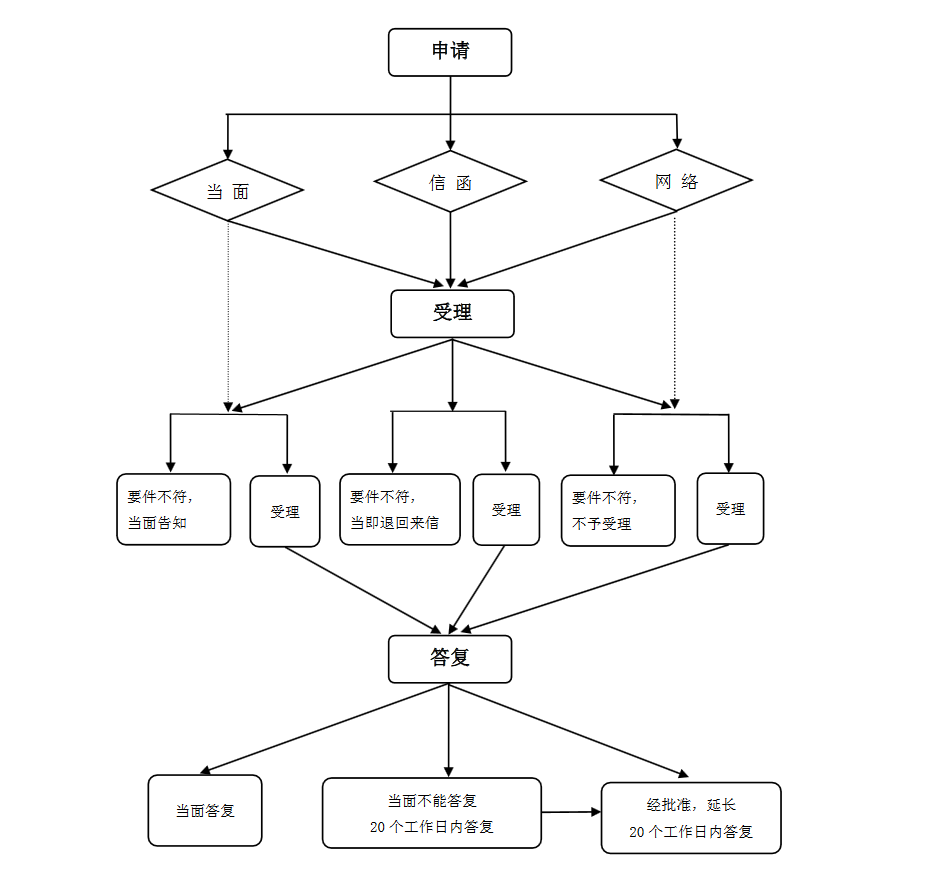 申请
当 面
信 函
网 络
受理
要件不符，
当面告知
受理
要件不符，
当即退回来信
受理
要件不符，
不予受理
受理
答复
当面答复
当面不能答复
20 个工作日内答复
经批准，延长
20 个工作日内答复